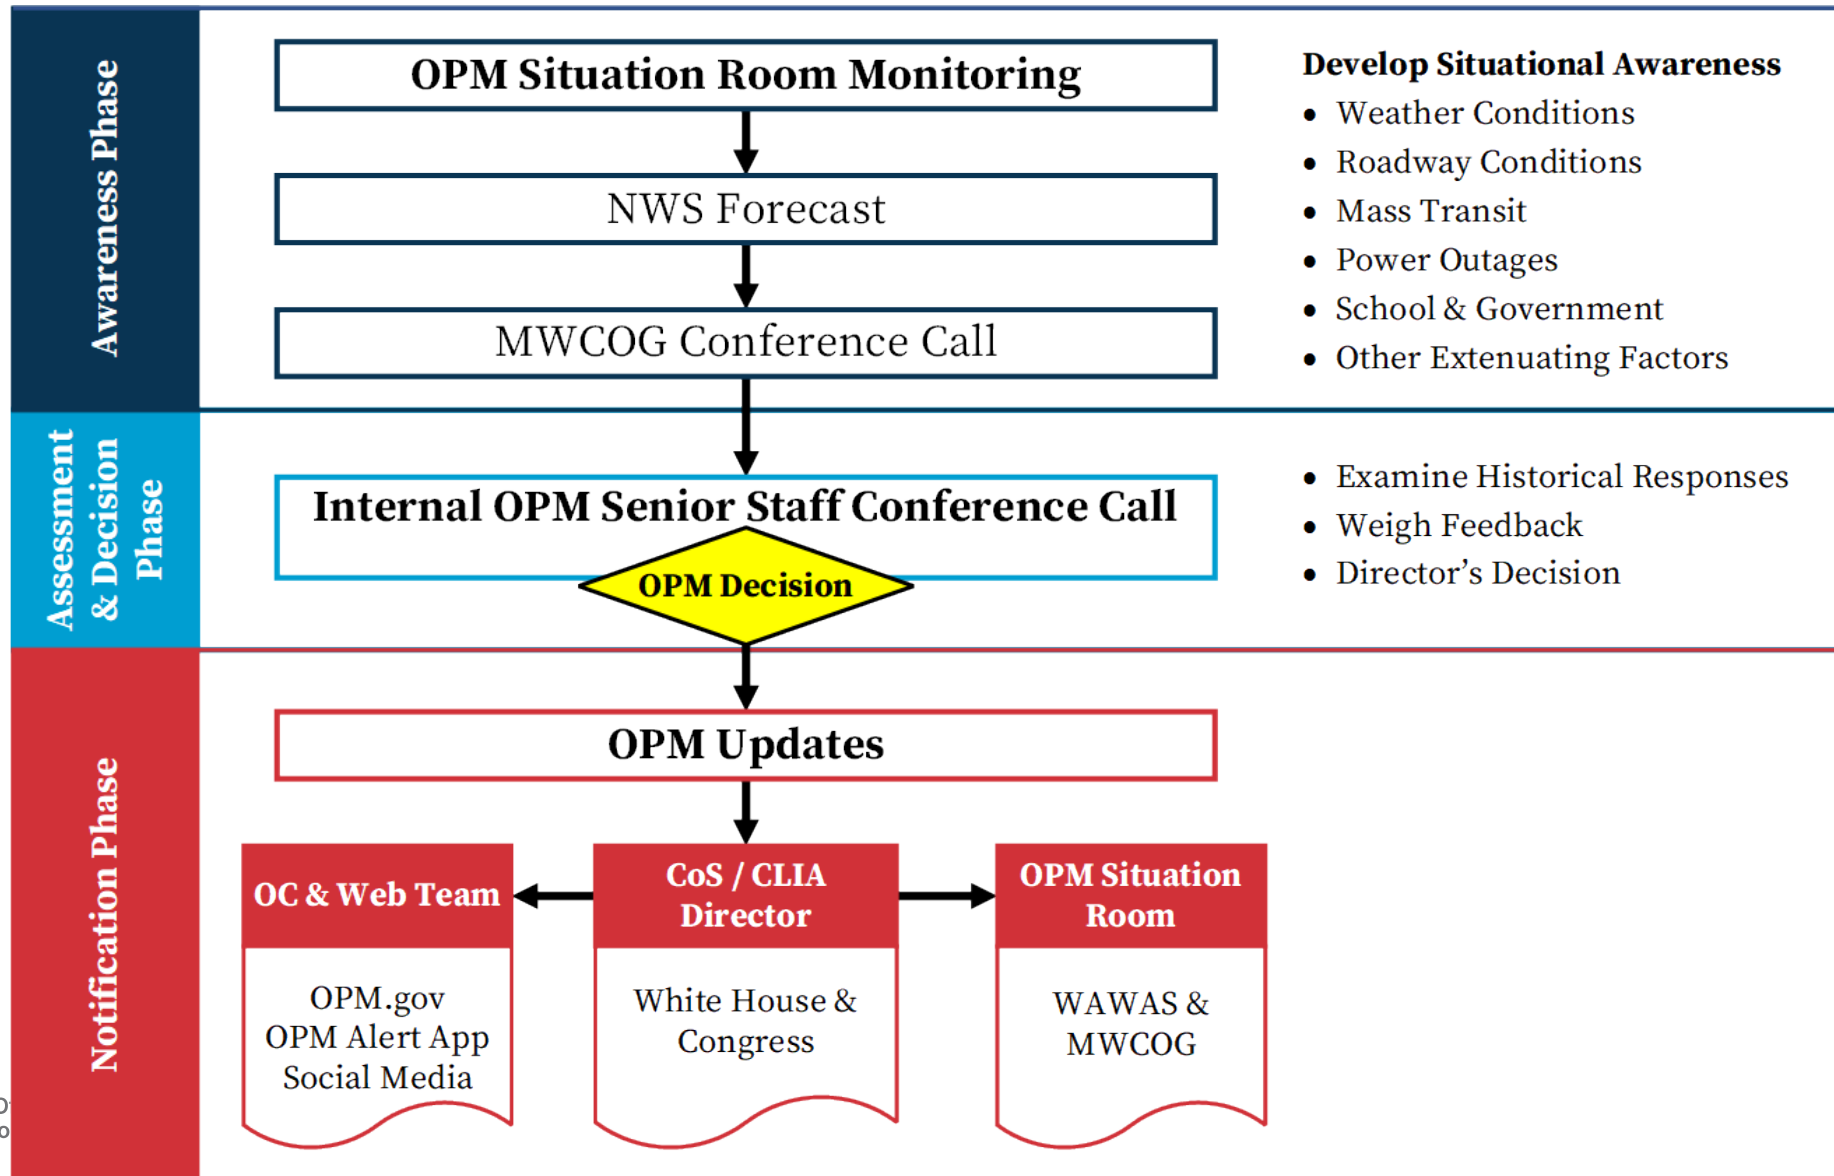 Awareness Phase
OPM Situation Room Monitoring
NWS Forecast
MWCOG Conference Call
Develop Situational Awareness
• Weather Conditions
• Roadway Conditions
• Mass Transit
• Power Outages
• School & Government
• Other Extenuating Factors
Assessment
& Decision
Phase
Internal OPM Senior Staff Conference Call
OPM Decision
• Examine Historical Responses
• Weigh Feedback
• Director’s Decision
Notification Phase
OPM Updates
OC & Web Team
OPM.gov
OPM Alert App
Social Media
CoS / CLIA
Director
White House &
Congress
OPM Situation
Room
WAWAS &
MWCOG